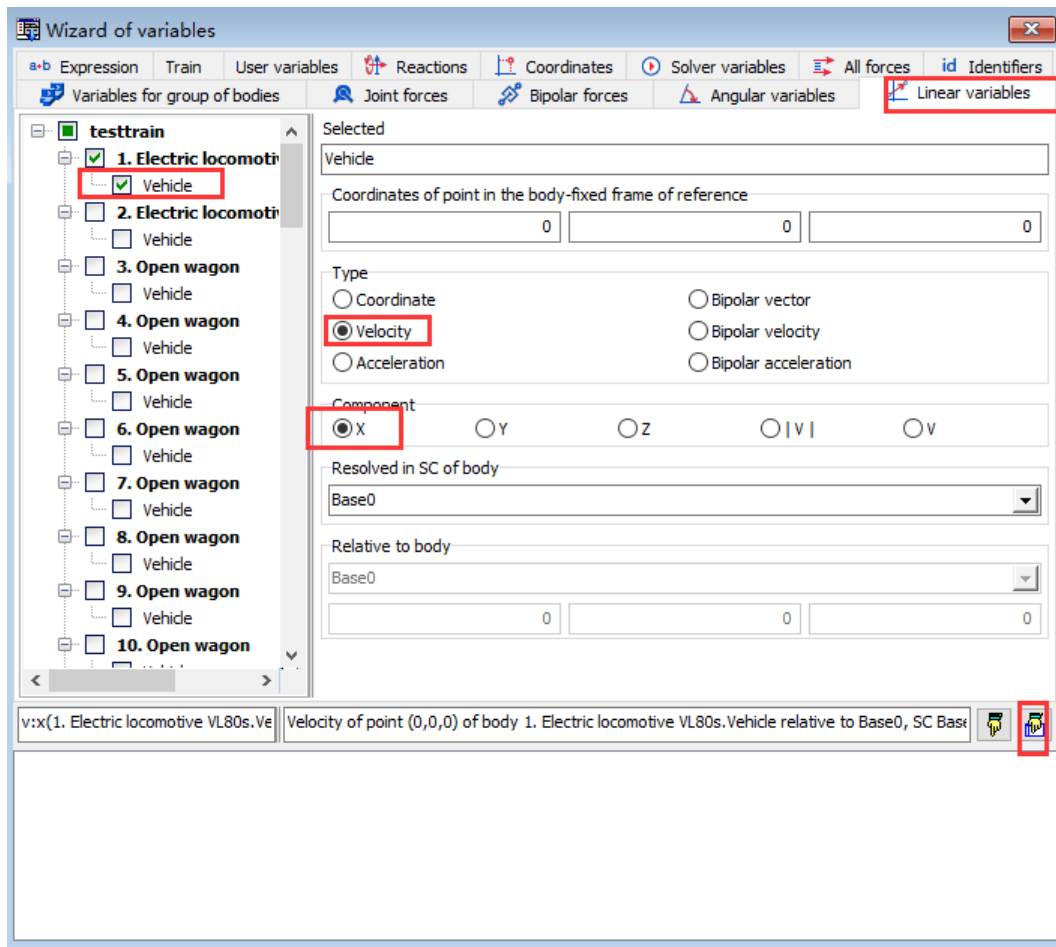 Wizard of variables
a+b Expression Train User variables Reactions Coordinates Solver variables All forces id Identifiers
Variables for group of bodies Joint forces Bipolar forces Angular variables Linear variables
testtrain
1. Electric locomoti
Vehicle
2. Electric locomoti
Vehicle
3. Open wagon
Vehicle
4. Open wagon
Vehicle
5. Open wagon
Vehicle
6. Open wagon
Vehicle
7. Open wagon
Vehicle
8. Open wagon
Vehicle
9. Open wagon
Vehicle
10. Open wagon
Selected
Vehicle
Coordinates of point in the body-fixed frame of reference
0 0 0
Type
Coordinate Bipolar vector
Velocity Bipolar velocity
Acceleration Bipolar acceleration
Component
X Y Z | V | V
Resolved in SC of body
Base0
Relative to body
Base0
0 0 0
v:x(1. Electric locomotive VL80s.Ve Velocity of point (0,0,0) of body 1. Electric locomotive VL80s.Vehicle relative to Base0, SC Base